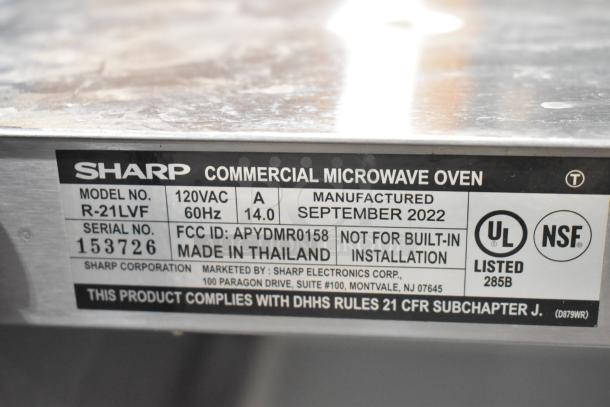 SHARP COMMERCIAL MICROWAVE OVEN T
MODEL NO. R-21LVF 120VAC 60Hz A 14.0 MANUFACTURED SEPTEMBER 2022
SERIAL NO. 153726 FCC ID: APYDMR0158 MADE IN THAILAND NOT FOR BUILT-IN INSTALLATION
UL LISTED 285B
NSF
SHARP CORPORATION MARKETED BY : SHARP ELECTRONICS CORP.,
100 PARAGON DRIVE, SUITE #100, MONTVALE, NJ 07645
THIS PRODUCT COMPLIES WITH DHHS RULES 21 CFR SUBCHAPTER J. (D879WR)